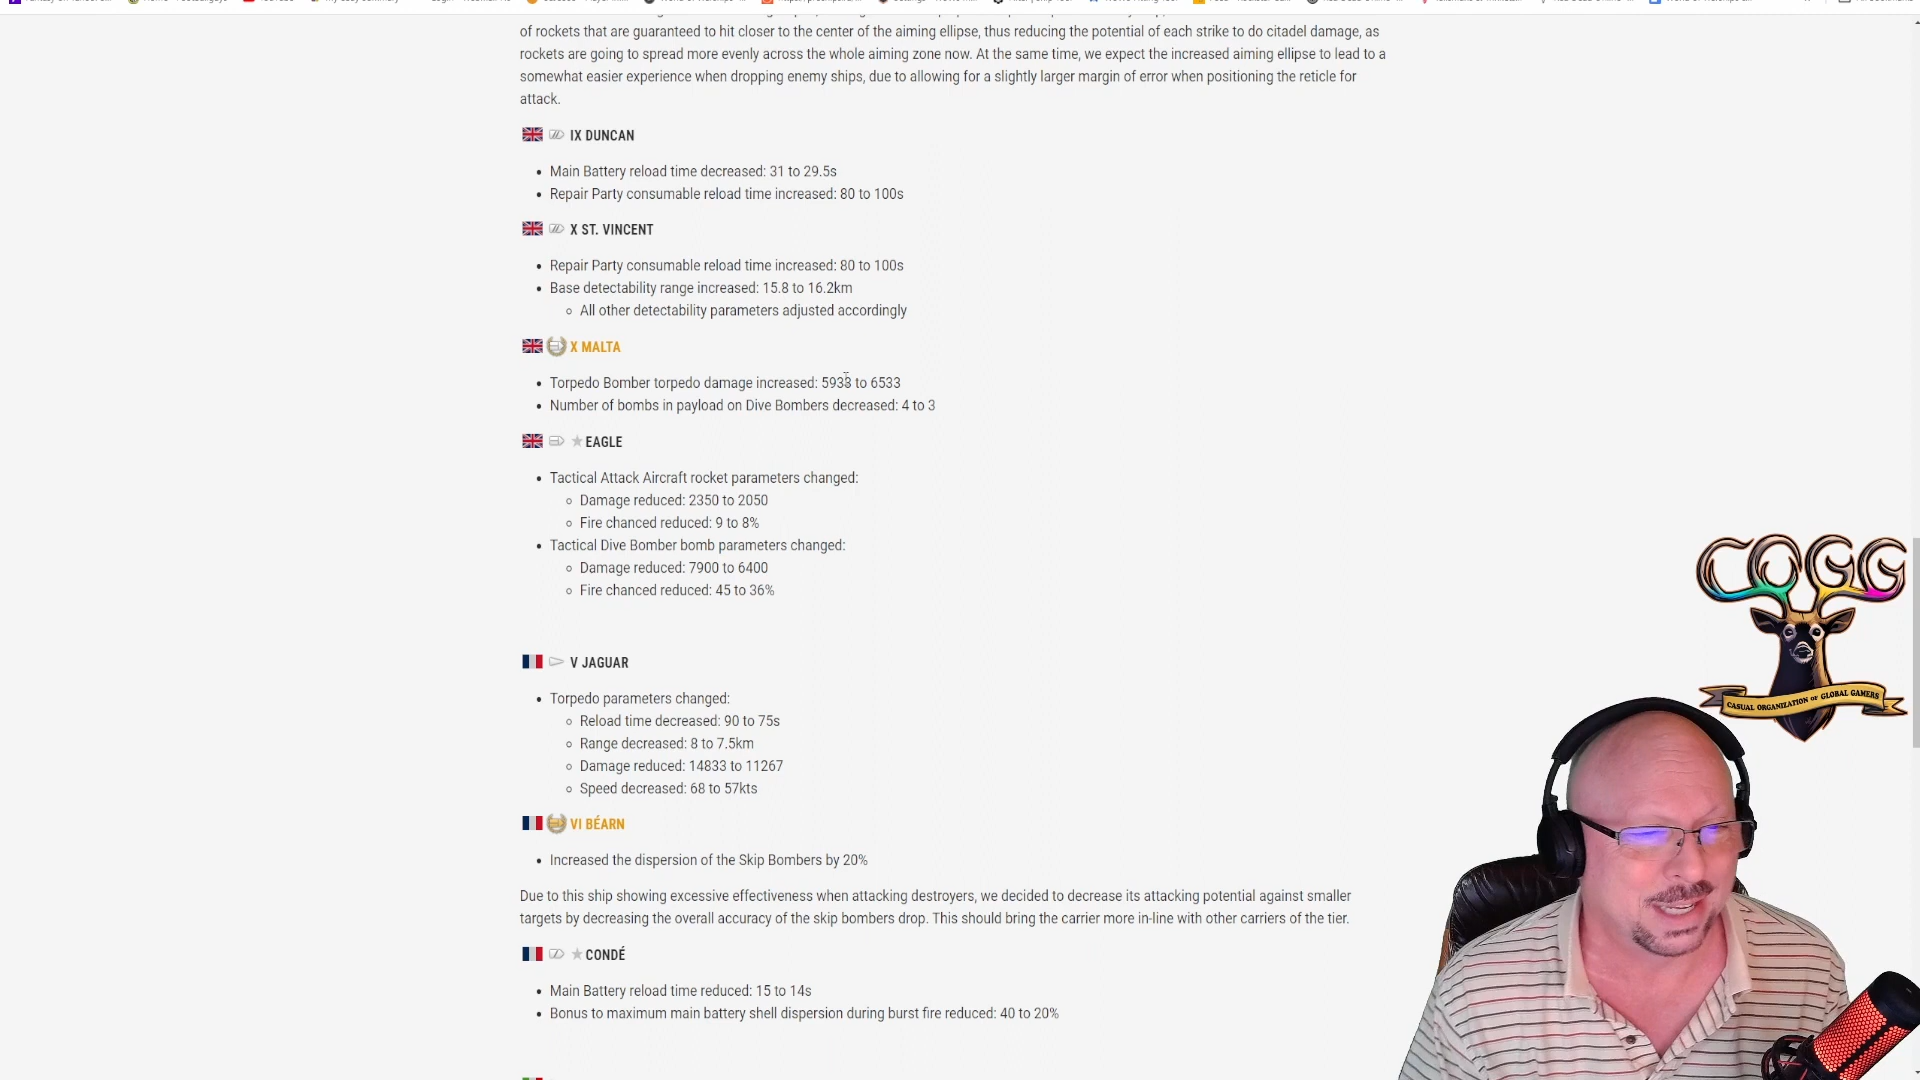 of rockets that are guaranteed to hit closer to the center of the aiming ellipse, thus reducing the potential of each strike to do citadel damage, as
rockets are going to spread more evenly across the whole aiming zone now. At the same time, we expect the increased aiming ellipse to lead to a
somewhat easier experience when dropping enemy ships, due to allowing for a slightly larger margin of error when positioning the reticle for
attack.
IX DUNCAN
Main Battery reload time decreased: 31 to 29.5s
Repair Party consumable reload time increased: 80 to 100s
X ST. VINCENT
Repair Party consumable reload time increased: 80 to 100s
Base detectability range increased: 15.8 to 16.2km
All other detectability parameters adjusted accordingly
X MALTA
Torpedo Bomber torpedo damage increased: 5933 to 6533
Number of bombs in payload on Dive Bombers decreased: 4 to 3
EAGLE
Tactical Attack Aircraft rocket parameters changed:
Damage reduced: 2350 to 2050
Fire chanced reduced: 9 to 8%
Tactical Dive Bomber bomb parameters changed:
Damage reduced: 7900 to 6400
Fire chanced reduced: 45 to 36%
V JAGUAR
Torpedo parameters changed:
Reload time decreased: 90 to 75s
Range decreased: 8 to 7.5km
Damage reduced: 14833 to 11267
Speed decreased: 68 to 57kts
VI BÉARN
Increased the dispersion of the Skip Bombers by 20%
Due to this ship showing excessive effectiveness when attacking destroyers, we decided to decrease its attacking potential against smaller
targets by decreasing the overall accuracy of the skip bombers drop. This should bring the carrier more in-line with other carriers of the tier.
CONDÉ
Main Battery reload time reduced: 15 to 14s
Bonus to maximum main battery shell dispersion during burst fire reduced: 40 to 20%
COGG
CASUAL ORGANIZATION OF GLOBAL GAMERS